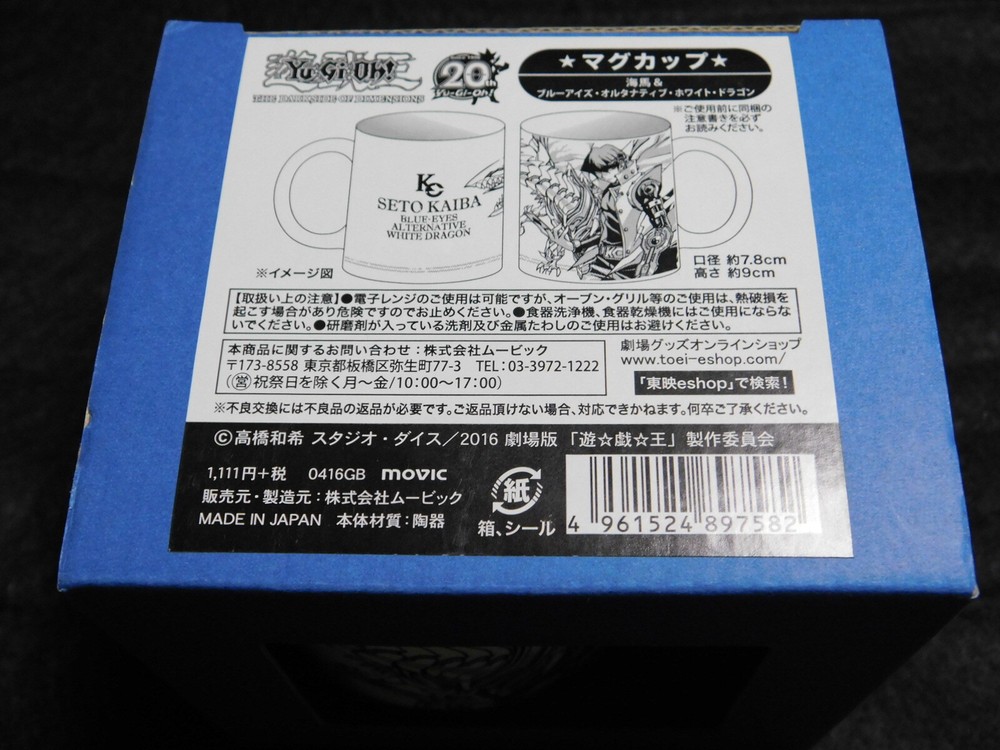 遊戯王
Yu-Gi-Oh!
THE DARKSIDE OF DIMENSIONS
20th
Yu-Gi-Oh!
★マグカップ★
海馬&
ブルーアイズ・オルタナティブ・ホワイト・ドラゴン
※ご使用前に同梱の
注意書きを必ず
お読みください。
KC
SETO KAIBA
BLUE-EYES
ALTERNATIVE
WHITE DRAGON
KC
※イメージ図
口径 約7.8cm
高さ 約9cm
【取扱い上の注意】●電子レンジのご使用は可能ですが、オーブン・グリル等のご使用は、熱破損を
起こす場合があり危険ですのでお止めください。●食器洗浄機、食器乾燥機にはご使用にならな
いでください。●研磨剤が入っている洗剤及び金属たわしのご使用はお避けください。
本商品に関するお問い合わせ:株式会社ムービック
〒173-8558 東京都板橋区弥生町77-3 TEL:03-3972-1222
(営祝祭日を除く月~金/10:00~17:00)
劇場グッズオンラインショップ
www.toei-eshop.com/
「東映eshop」で検索!
※不良交換には不良品の返品が必要です。ご返品頂けない場合、対応できかねます。何卒ご了承ください。
©高橋和希 スタジオ・ダイス/2016 劇場版 「遊☆戯☆王」 製作委員会
1,111円+税 0416GB movic
販売元・製造元:株式会社ムービック
MADE IN JAPAN 本体材質:陶器
紙
箱、シール
4 961524 897582